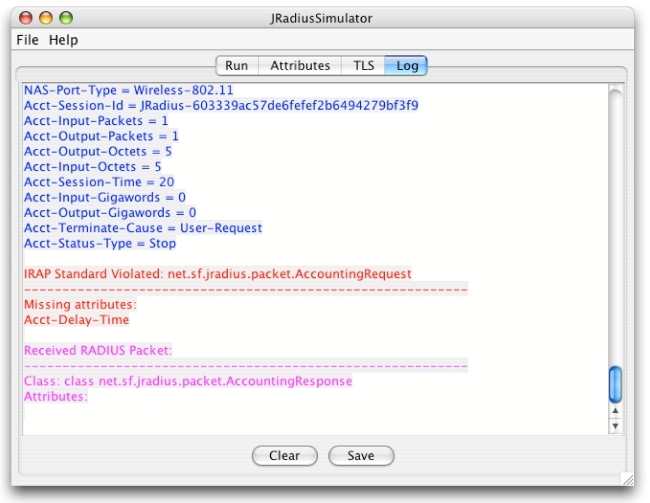 JRadiusSimulator
File Help
Run Attributes TLS Log
NAS-Port-Type = Wireless-802.11
Acct-Session-Id = JRadius-603339ac57de6fefef2b6494279bf3f9
Acct-Input-Packets = 1
Acct-Output-Packets = 1
Acct-Output-Octets = 5
Acct-Input-Octets = 5
Acct-Session-Time = 20
Acct-Input-Gigawords = 0
Acct-Output-Gigawords = 0
Acct-Terminate-Cause = User-Request
Acct-Status-Type = Stop
IRAP Standard Violated: net.sf.jradius.packet.AccountingRequest
----------------------------------------------------------
Missing attributes:
Acct-Delay-Time
Received RADIUS Packet:
----------------------------------------------------------
Class: class net.sf.jradius.packet.AccountingResponse
Attributes:
Clear Save